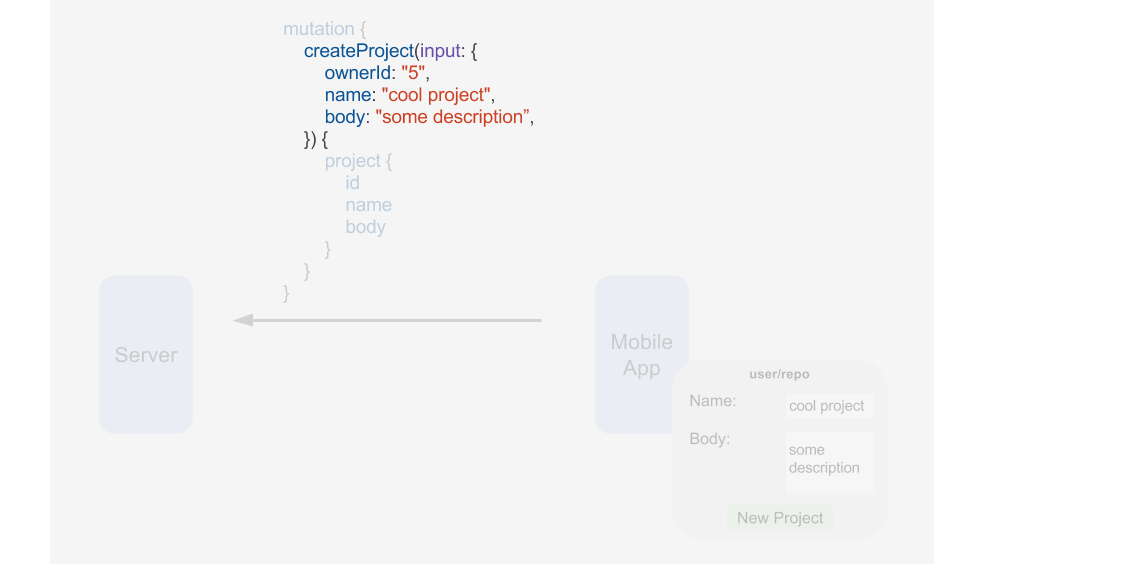 mutation {
createProject(input: {
ownerId: "5",
name: "cool project",
body: "some description”,
}) {
project {
id
name
body
}
}
}
Server
Mobile
App
user/repo
Name:
cool project
Body:
some
description
New Project